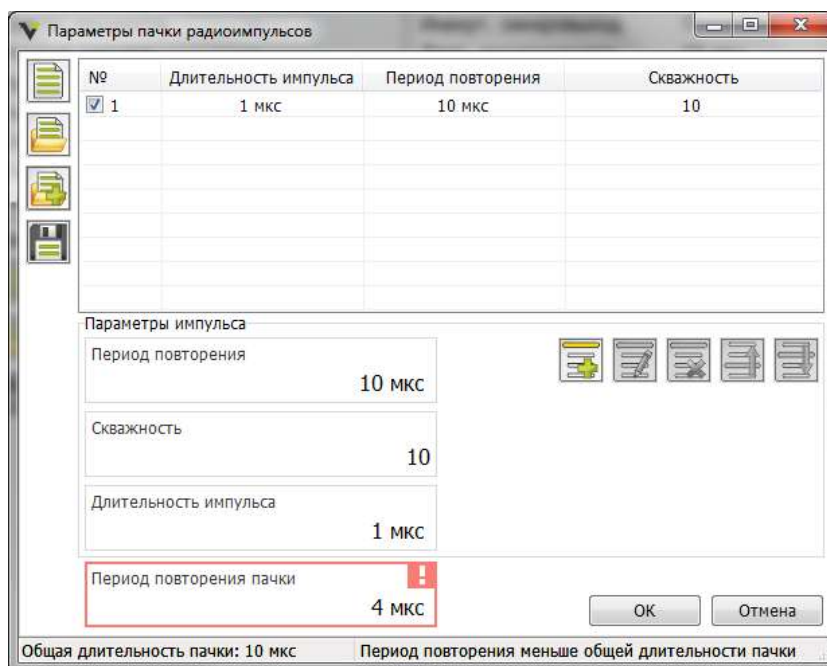 Параметры пачки радиоимпульсов
№ Длительность импульса Период повторения Скважность
1 1 мкс 10 мкс 10
Параметры импульса
Период повторения
10 мкс
Скважность
10
Длительность импульса
1 мкс
Период повторения пачки
!
4 мкс
ОК Отмена
Общая длительность пачки: 10 мкс Период повторения меньше общей длительности пачки